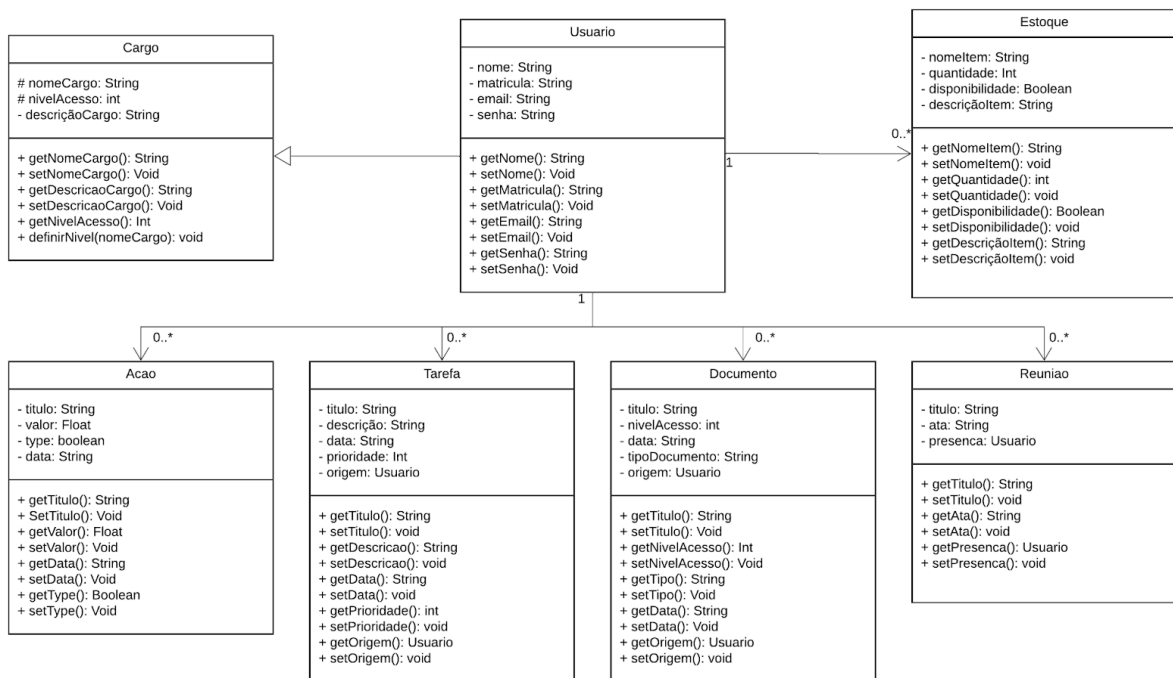 Cargo
# nomeCargo: String
# nivelAcesso: int
- descriçãoCargo: String
+ getNomeCargo(): String
+ setNomeCargo(): Void
+ getDescricaoCargo(): String
+ setDescricaoCargo(): Void
+ getNivelAcesso(): Int
+ definirNivel(nomeCargo): void
Usuario
- nome: String
- matricula: String
- email: String
- senha: String
+ getNome(): String
+ setNome(): Void
+ getMatricula(): String
+ setMatricula(): Void
+ getEmail(): String
+ setEmail(): Void
+ getSenha(): String
+ setSenha(): Void
1
0..*
Estoque
- nomeItem: String
- quantidade: Int
- disponibilidade: Boolean
- descriçãoItem: String
+ getNomeItem(): String
+ setNomeItem(): void
+ getQuantidade(): int
+ setQuantidade(): void
+ getDisponibilidade(): Boolean
+ setDisponibilidade(): void
+ getDescriçãoItem(): String
+ setDescriçãoItem(): void
1
0..*
0..*
0..*
0..*
Acao
- titulo: String
- valor: Float
- type: boolean
- data: String
+ getTitulo(): String
+ SetTitulo(): Void
+ getValor(): Float
+ setValor(): Void
+ getData(): String
+ setData(): Void
+ getType(): Boolean
+ setType(): Void
Tarefa
- titulo: String
- descrição: String
- data: String
- prioridade: Int
- origem: Usuario
+ getTitulo(): String
+ setTitulo(): void
+ getDescricao(): String
+ setDescricao(): void
+ getData(): String
+ setData(): void
+ getPrioridade(): int
+ setPrioridade(): void
+ getOrigem(): Usuario
+ setOrigem(): void
Documento
- titulo: String
- nivelAcesso: int
- data: String
- tipoDocumento: String
- origem: Usuario
+ getTitulo(): String
+ setTitulo(): Void
+ getNivelAcesso(): Int
+ setNivelAcesso(): Void
+ getTipo(): String
+ setTipo(): Void
+ getData(): String
+ setData(): Void
+ getOrigem(): Usuario
+ setOrigem(): void
Reuniao
- titulo: String
- ata: String
- presenca: Usuario
+ getTitulo(): String
+ setTitulo(): void
+ getAta(): String
+ setAta(): void
+ getPresenca(): Usuario
+ setPresenca(): void